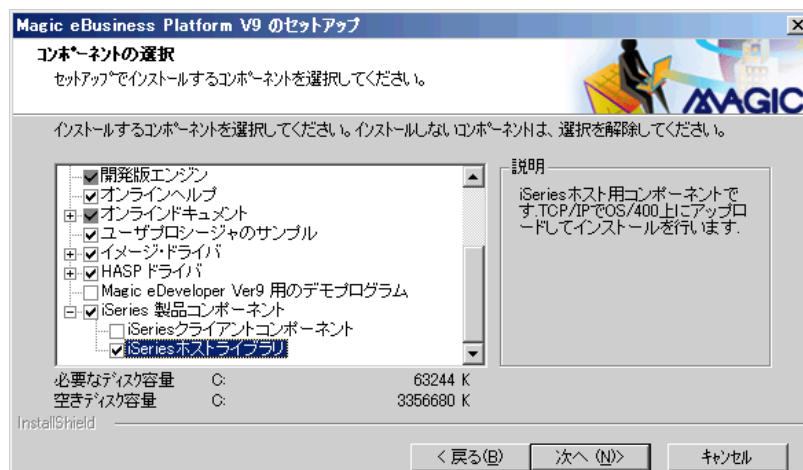 Magic eBusiness Platform V9 のセットアップ
コンポーネントの選択
セットアップでインストールするコンポーネントを選択してください。
MAGIC
インストールするコンポーネントを選択してください。インストールしないコンポーネントは、選択を解除してください。
開発版エンジン
オンラインヘルプ
オンラインドキュメント
ユーザプロシージャのサンプル
イメージ・ドライバ
HASP ドライバ
Magic eDeveloper Ver9 用のデモプログラム
iSeries 製品コンポーネント
iSeriesクライアントコンポーネント
iSeriesホストライブラリ
説明
iSeriesホスト用コンポーネントで
す.TCP/IPでOS/400上にアップロ
ードしてインストールを行います.
必要なディスク容量 C: 63244 K
空きディスク容量 C: 3356680 K
InstallShield
< 戻る(B) 次へ (N)> キャンセル